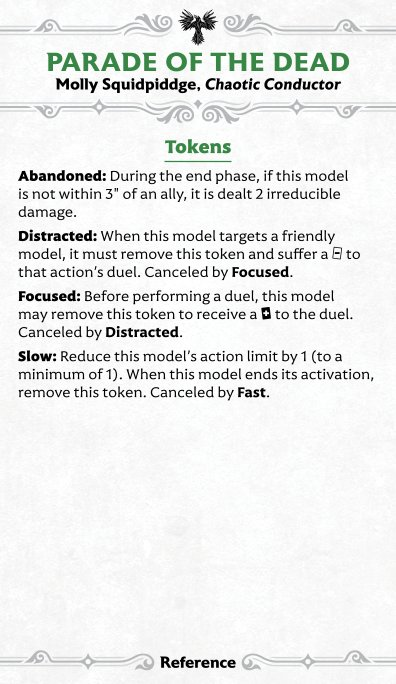 PARADE OF THE DEAD
Molly Squidpiddge, Chaotic Conductor
Tokens
Abandoned: During the end phase, if this model
is not within 3" of an ally, it is dealt 2 irreducible
damage.
Distracted: When this model targets a friendly
model, it must remove this token and suffer a to
that action's duel. Canceled by Focused.
Focused: Before performing a duel, this model
may remove this token to receive a to the duel.
Canceled by Distracted.
Slow: Reduce this model's action limit by 1 (to a
minimum of 1). When this model ends its activation,
remove this token. Canceled by Fast.
Reference